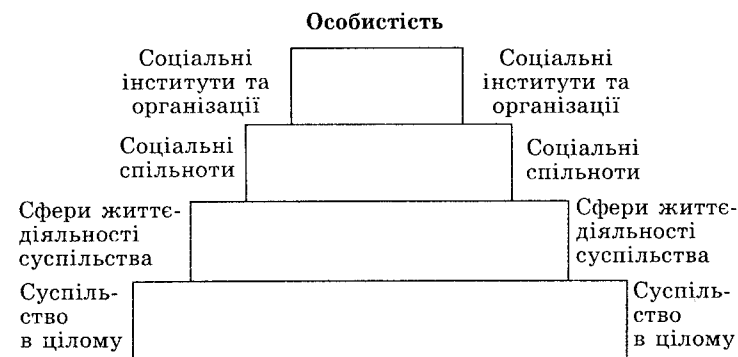 Особистість
Соціальні
інститути та
організації
Соціальні
інститути та
організації
Соціальні
спільноти
Соціальні
спільноти
Сфери життє-
діяльності
суспільства
Сфери життє-
діяльності
суспільства
Суспіль-
ство
в цілому
Суспіль-
ство
в цілому